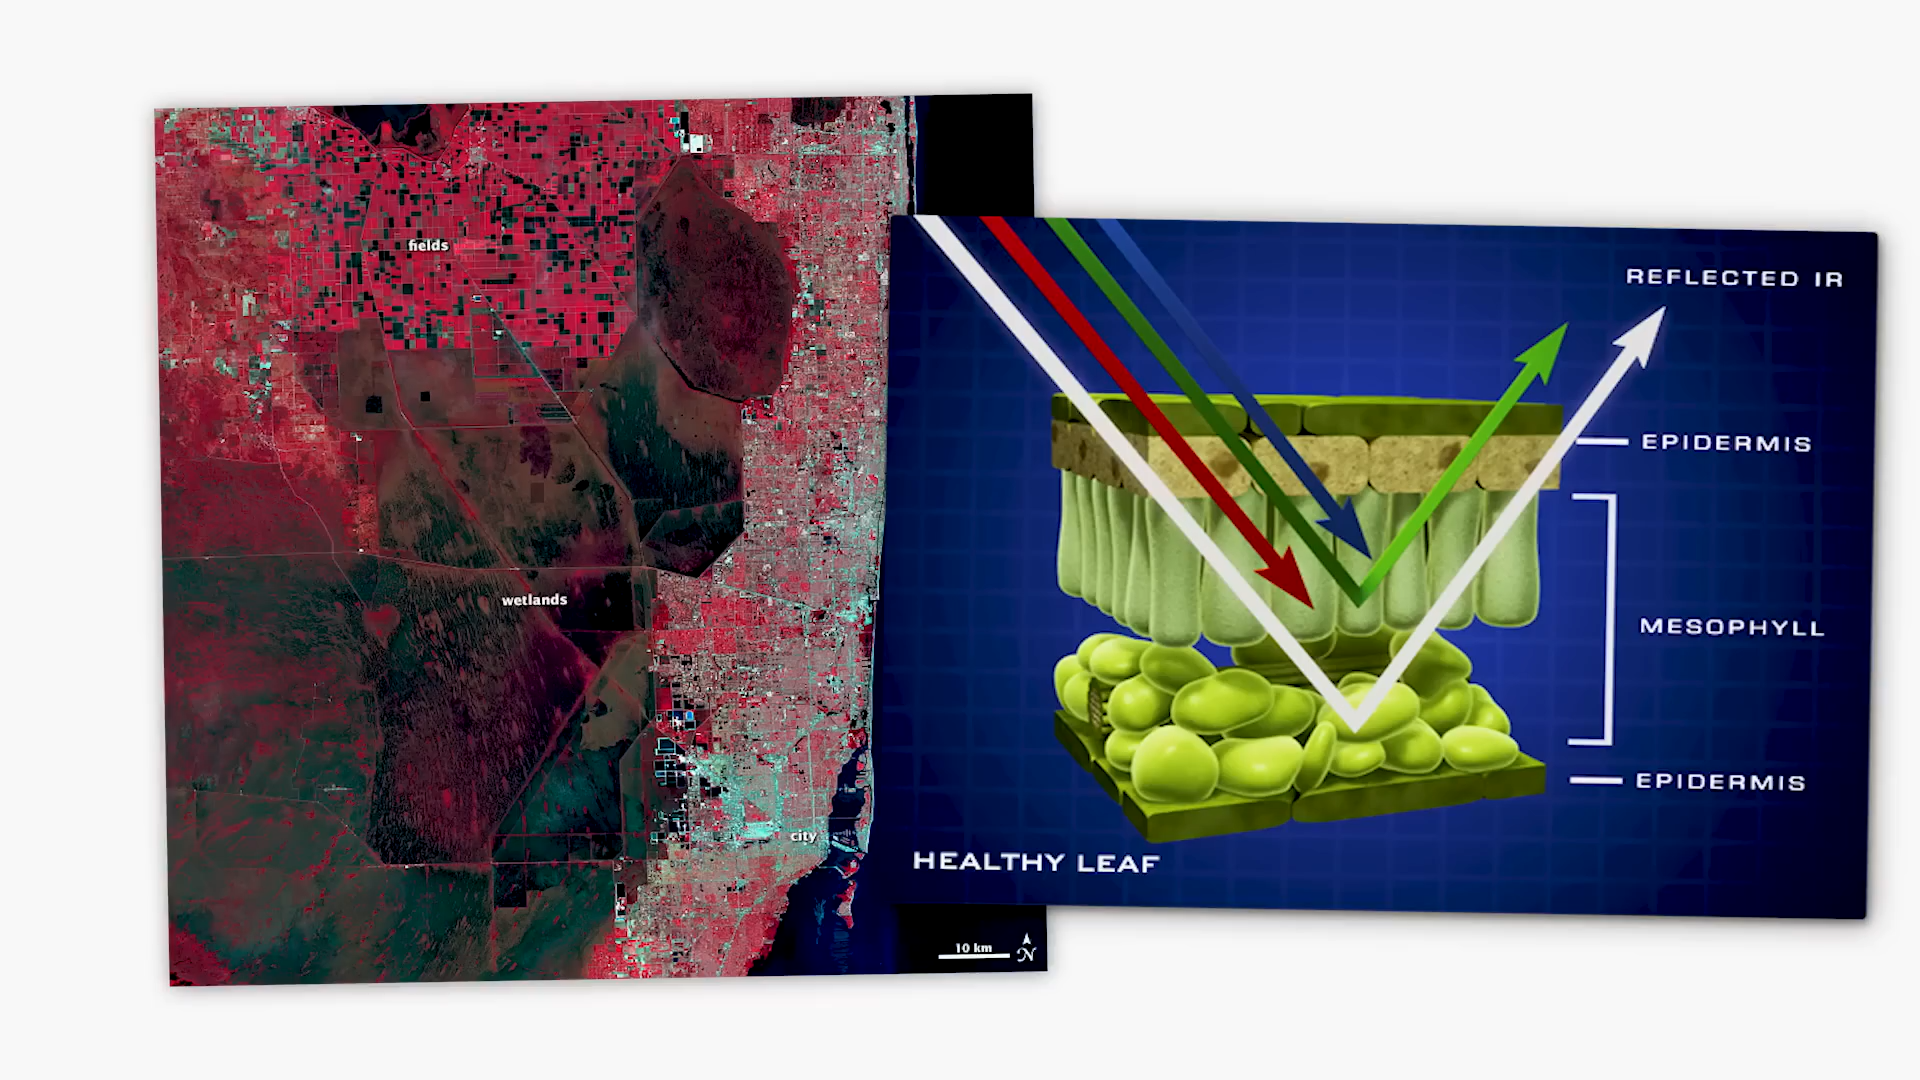 fields
wetlands
city
10 km
N
REFLECTED IR
EPIDERMIS
MESOPHYLL
EPIDERMIS
HEALTHY LEAF